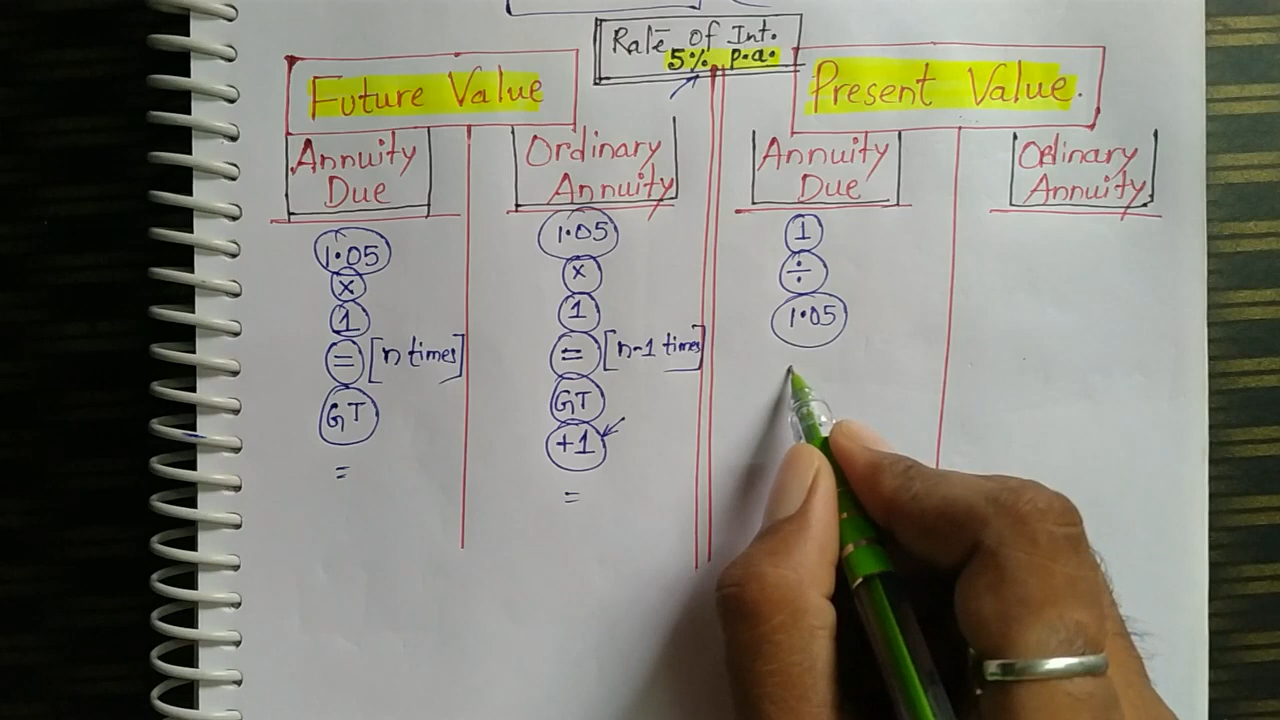 Rate of Int.
5% p.a.
Future Value
Present Value.
Annuity
Due
Ordinary
Annuity
Annuity
Due
Odinary
Annuity
1.05
×
1
= [n times]
GT
=
1.05
×
1
= [n-1 times]
GT
+1
=
1
÷
1.05